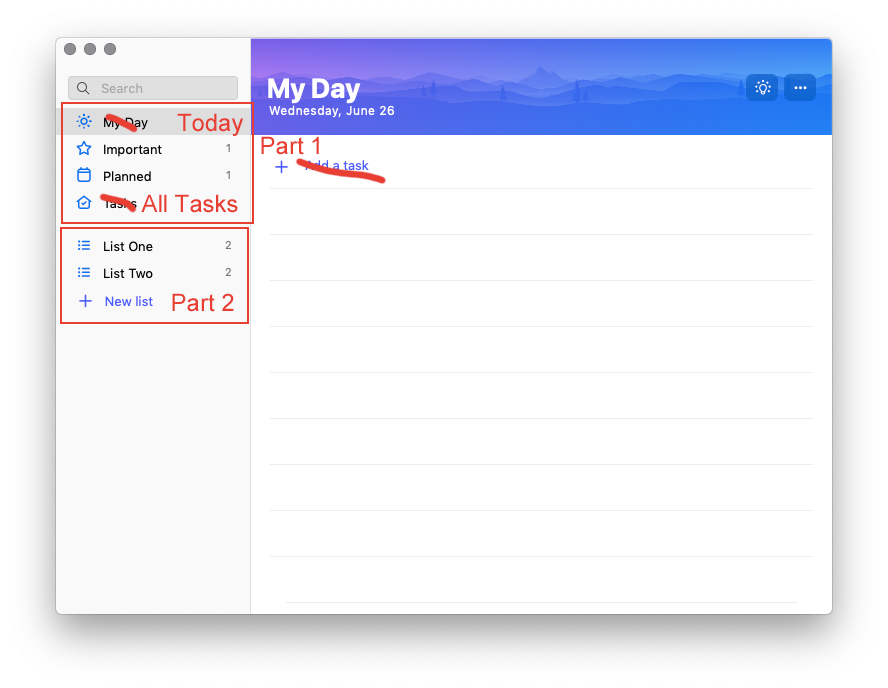 Search
My Day Today
Important 1
Planned 1
Tasks All Tasks
List One 2
List Two 2
New list Part 2
My Day
Wednesday, June 26
Part 1
Add a task